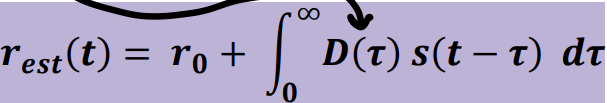 r_est(t) = r_0 + ∫_0^∞ D(τ) s(t − τ) dτ